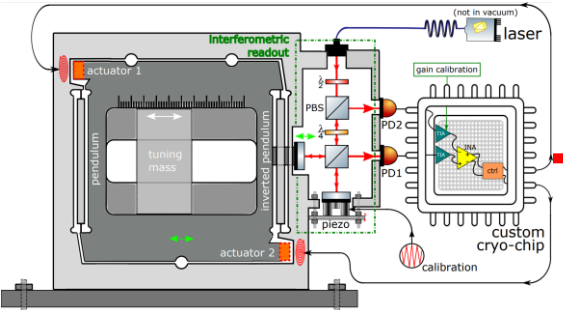 (not in vacuum)
laser
interferometric
readout
actuator 1
gain calibration
λ
2
PBS
λ
4
PD2
PD1
TIA
TIA
INA
ctrl
pendulum
tuning
mass
inverted pendulum
piezo
custom
cryo-chip
actuator 2
calibration